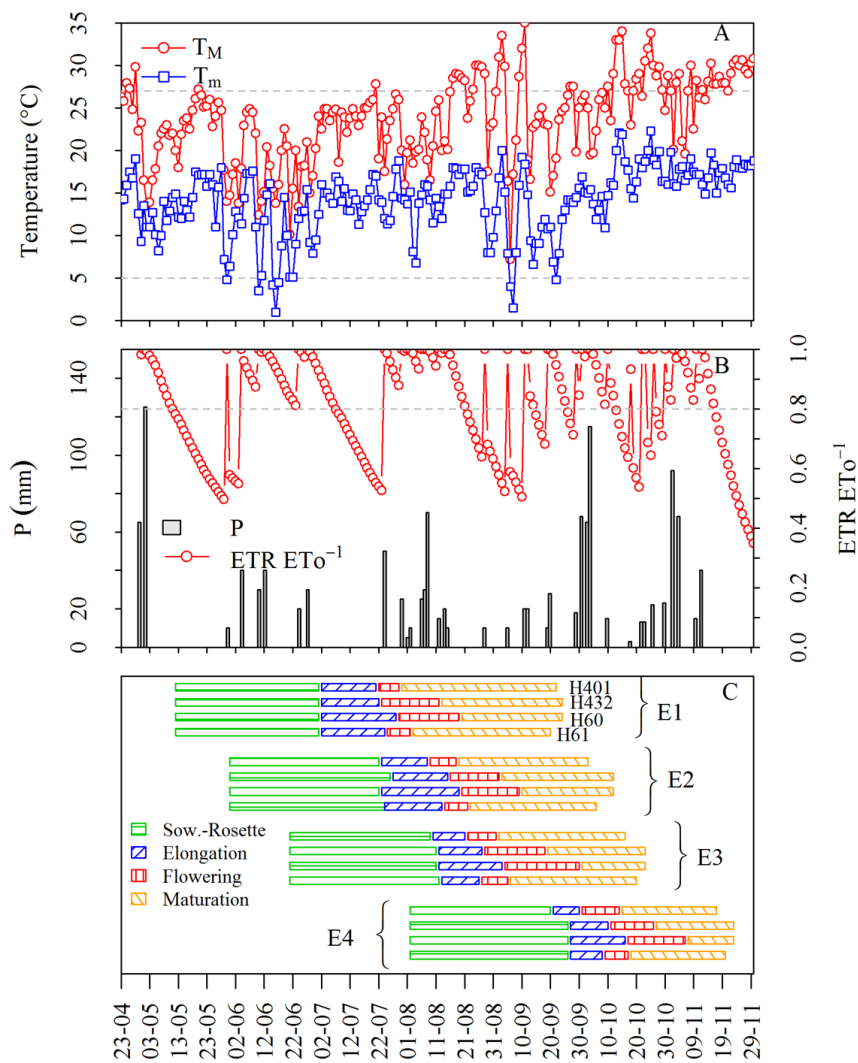 A
T_M
T_m
Temperature (°C)
35
30
25
20
15
10
5
0
B
P (mm)
140
100
60
20
0
1.0
0.8
0.6
0.4
0.2
0.0
ETR ETo⁻¹
P
ETR ETo⁻¹
C
H401
H432
H60
H61
E1
E2
E3
E4
Sow.-Rosette
Elongation
Flowering
Maturation
23-04
03-05
13-05
23-05
02-06
12-06
22-06
02-07
12-07
22-07
01-08
11-08
21-08
31-08
10-09
20-09
30-09
10-10
20-10
30-10
09-11
19-11
29-11